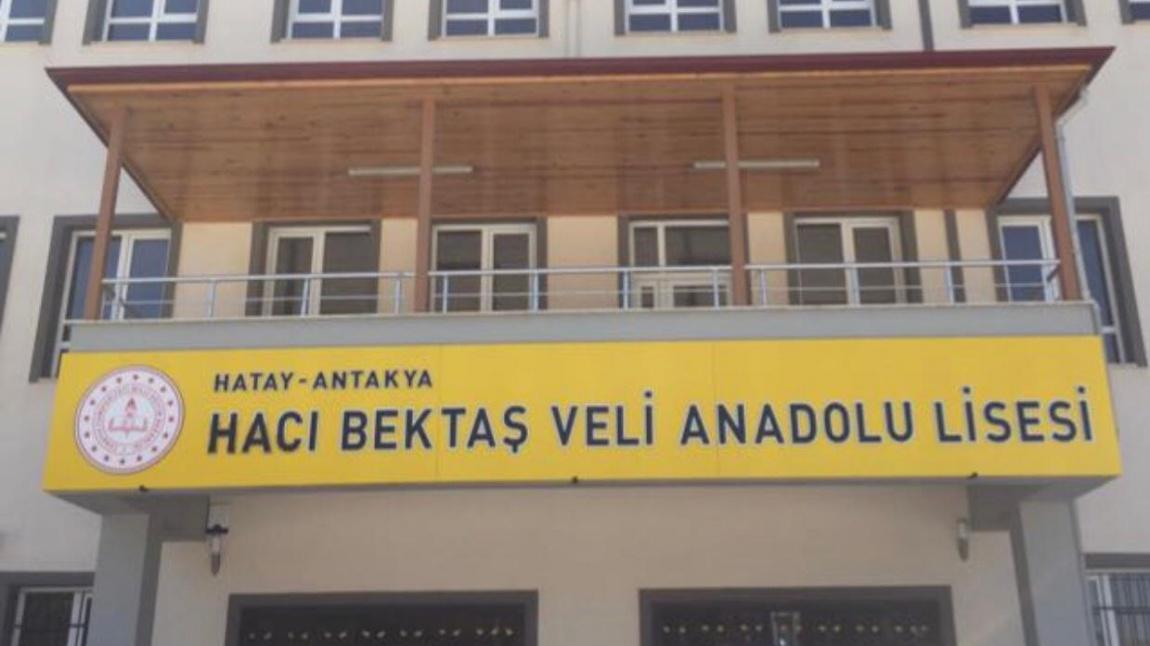 HATAY-ANTAKYA
HACI BEKTAŞ VELİ ANADOLU LİSESİ